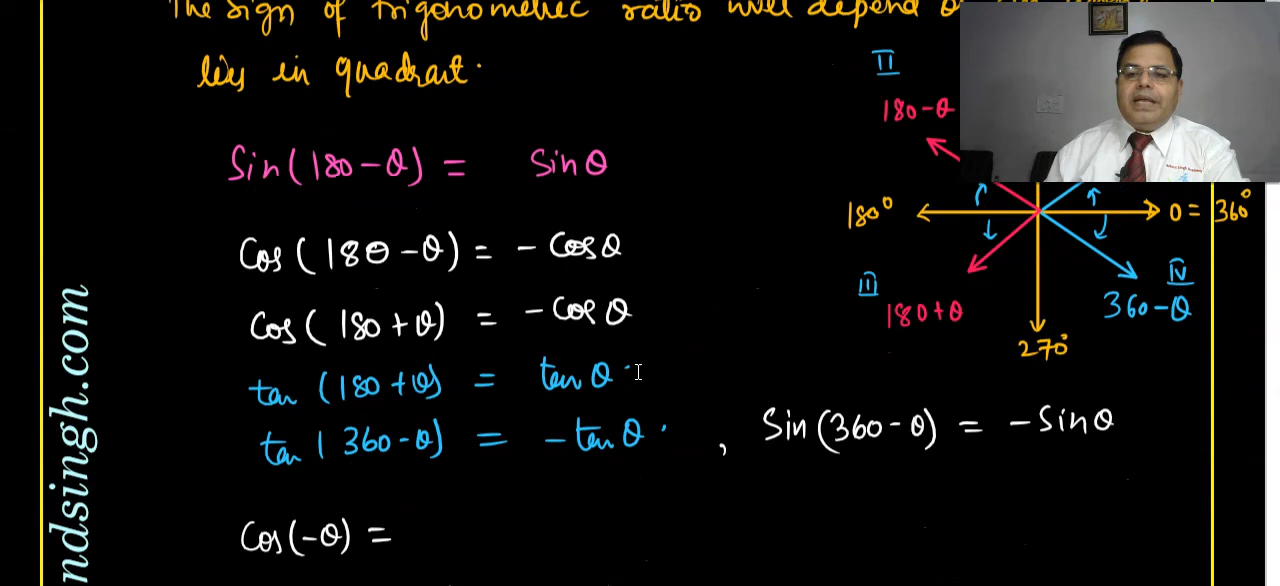 The sign of trigonometric ratio will depend
lies in quadrant.
Sin(180-θ) = Sinθ
Cos(180-θ) = - Cosθ
Cos(180+θ) = - Cosθ
tan(180+θ) = tanθ.
tan(360-θ) = - tanθ. , Sin(360-θ) = -Sinθ
Cos(-θ) =
II
180-θ
180°
0 = 360°
III
180+θ
IV
360-θ
270°
ndsingh.com